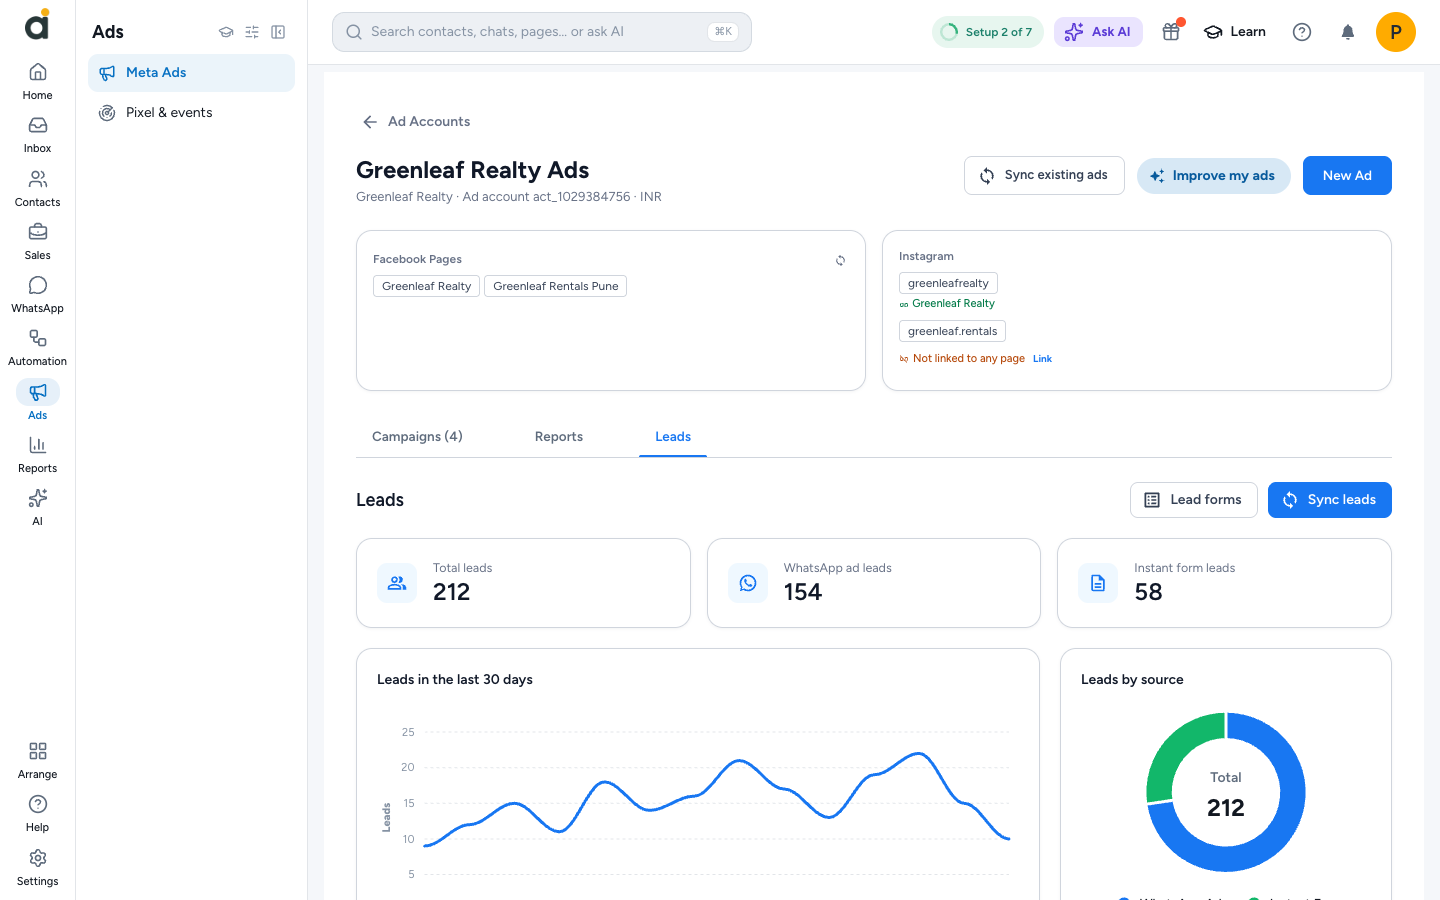 Ads
Search contacts, chats, pages... or ask AI
⌘K
Setup 2 of 7
Ask AI
Learn
P
Home
Inbox
Contacts
Sales
WhatsApp
Automation
Ads
Reports
AI
Arrange
Help
Settings
Meta Ads
Pixel & events
Ad Accounts
Greenleaf Realty Ads
Greenleaf Realty · Ad account act_1029384756 · INR
Sync existing ads
Improve my ads
New Ad
Facebook Pages
Greenleaf Realty
Greenleaf Rentals Pune
Instagram
greenleafrealty
Greenleaf Realty
greenleaf.rentals
Not linked to any page Link
Campaigns (4)
Reports
Leads
Leads
Lead forms
Sync leads
Total leads
212
WhatsApp ad leads
154
Instant form leads
58
Leads in the last 30 days
25
20
15
10
5
Leads
Leads by source
Total
212